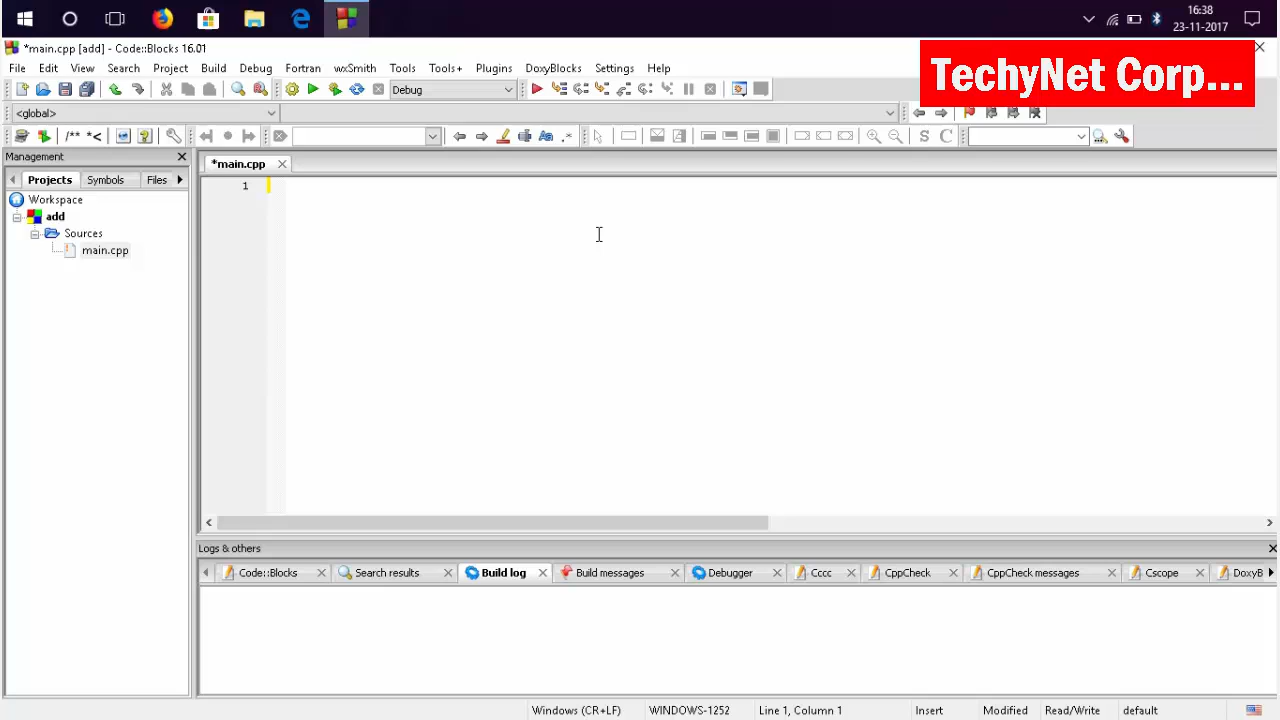 16:38
23-11-2017
*main.cpp [add] - Code::Blocks 16.01
TechyNet Corp...
File Edit View Search Project Build Debug Fortran wxSmith Tools Tools+ Plugins DoxyBlocks Settings Help
Debug
<global>
/** *<
Aa .*
S C
Management
*main.cpp
Projects Symbols Files
1
Workspace
add
Sources
main.cpp
Logs & others
Code::Blocks Search results Build log Build messages Debugger Cccc CppCheck CppCheck messages Cscope DoxyB
Windows (CR+LF) WINDOWS-1252 Line 1, Column 1 Insert Modified Read/Write default